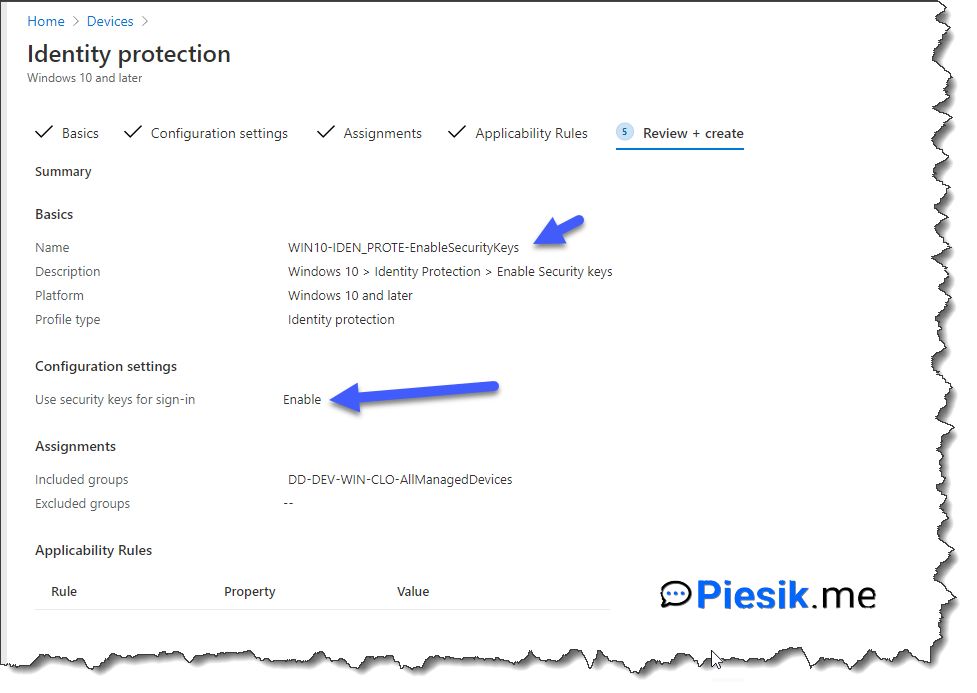 Home > Devices >
Identity protection
Windows 10 and later
Basics Configuration settings Assignments Applicability Rules 5 Review + create
Summary
Basics
Name WIN10-IDEN_PROTE-EnableSecurityKeys
Description Windows 10 > Identity Protection > Enable Security keys
Platform Windows 10 and later
Profile type Identity protection
Configuration settings
Use security keys for sign-in Enable
Assignments
Included groups DD-DEV-WIN-CLO-AllManagedDevices
Excluded groups --
Applicability Rules
Rule Property Value
Piesik.me